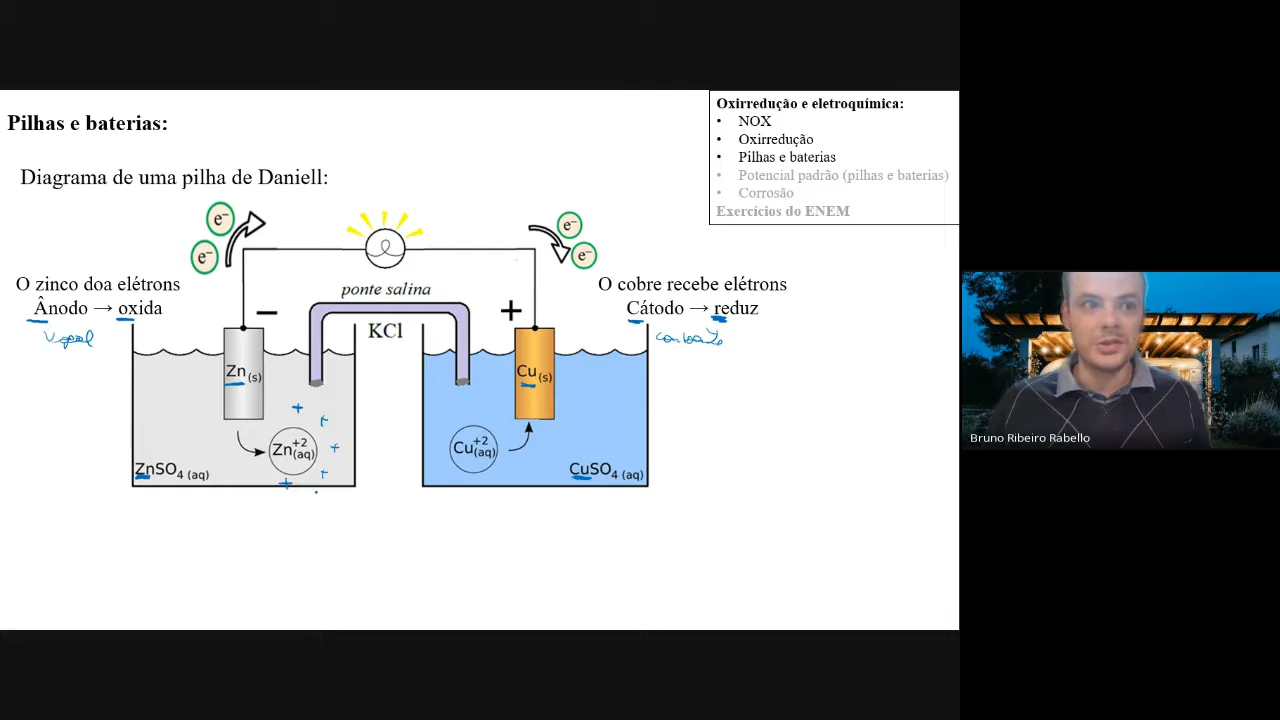 Pilhas e baterias:
Oxirredução e eletroquímica:
• NOX
• Oxirredução
• Pilhas e baterias
• Potencial padrão (pilhas e baterias)
• Corrosão
Exercícios do ENEM
Diagrama de uma pilha de Daniell:
e⁻
e⁻
e⁻
e⁻
O zinco doa elétrons
Ânodo → oxida
Vogal
ponte salina
KCl
−
+
O cobre recebe elétrons
Cátodo → reduz
consoante
Zn (s)
Cu (s)
+
+
+
+
+
Zn+2 (aq)
Cu+2 (aq)
ZnSO4 (aq)
CuSO4 (aq)
Bruno Ribeiro Rabello